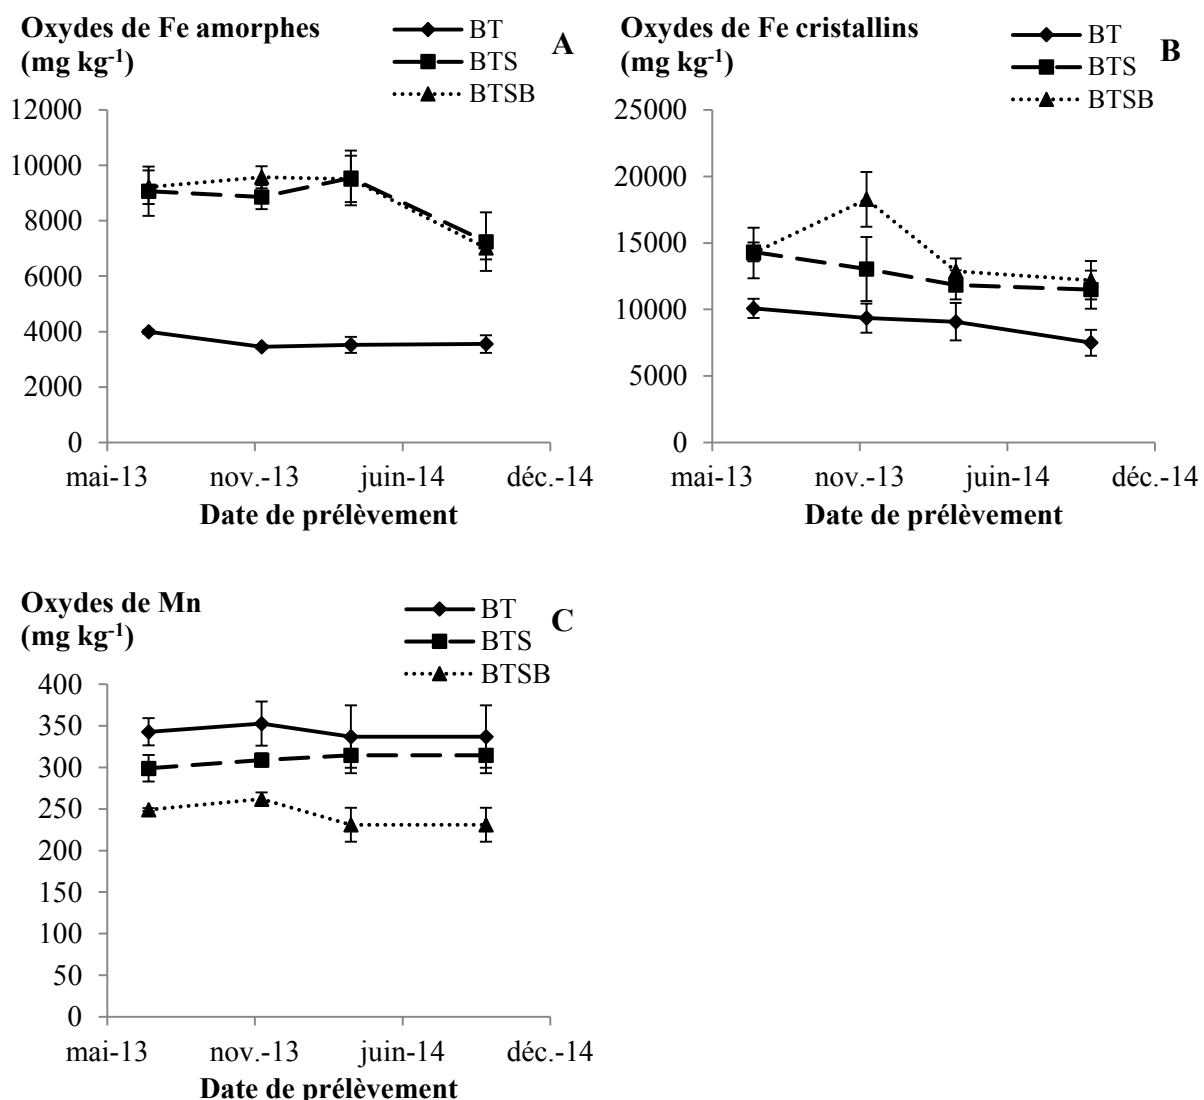 Oxydes de Fe amorphes
(mg kg⁻¹)
BT
BTS
BTSB
A
12000
10000
8000
6000
4000
2000
0
mai-13 nov.-13 juin-14 déc.-14
Date de prélèvement
Oxydes de Fe cristallins
(mg kg⁻¹)
BT
BTS
BTSB
B
25000
20000
15000
10000
5000
0
mai-13 nov.-13 juin-14 déc.-14
Date de prélèvement
Oxydes de Mn
(mg kg⁻¹)
BT
BTS
BTSB
C
400
350
300
250
200
150
100
50
0
mai-13 nov.-13 juin-14 déc.-14
Date de prélèvement